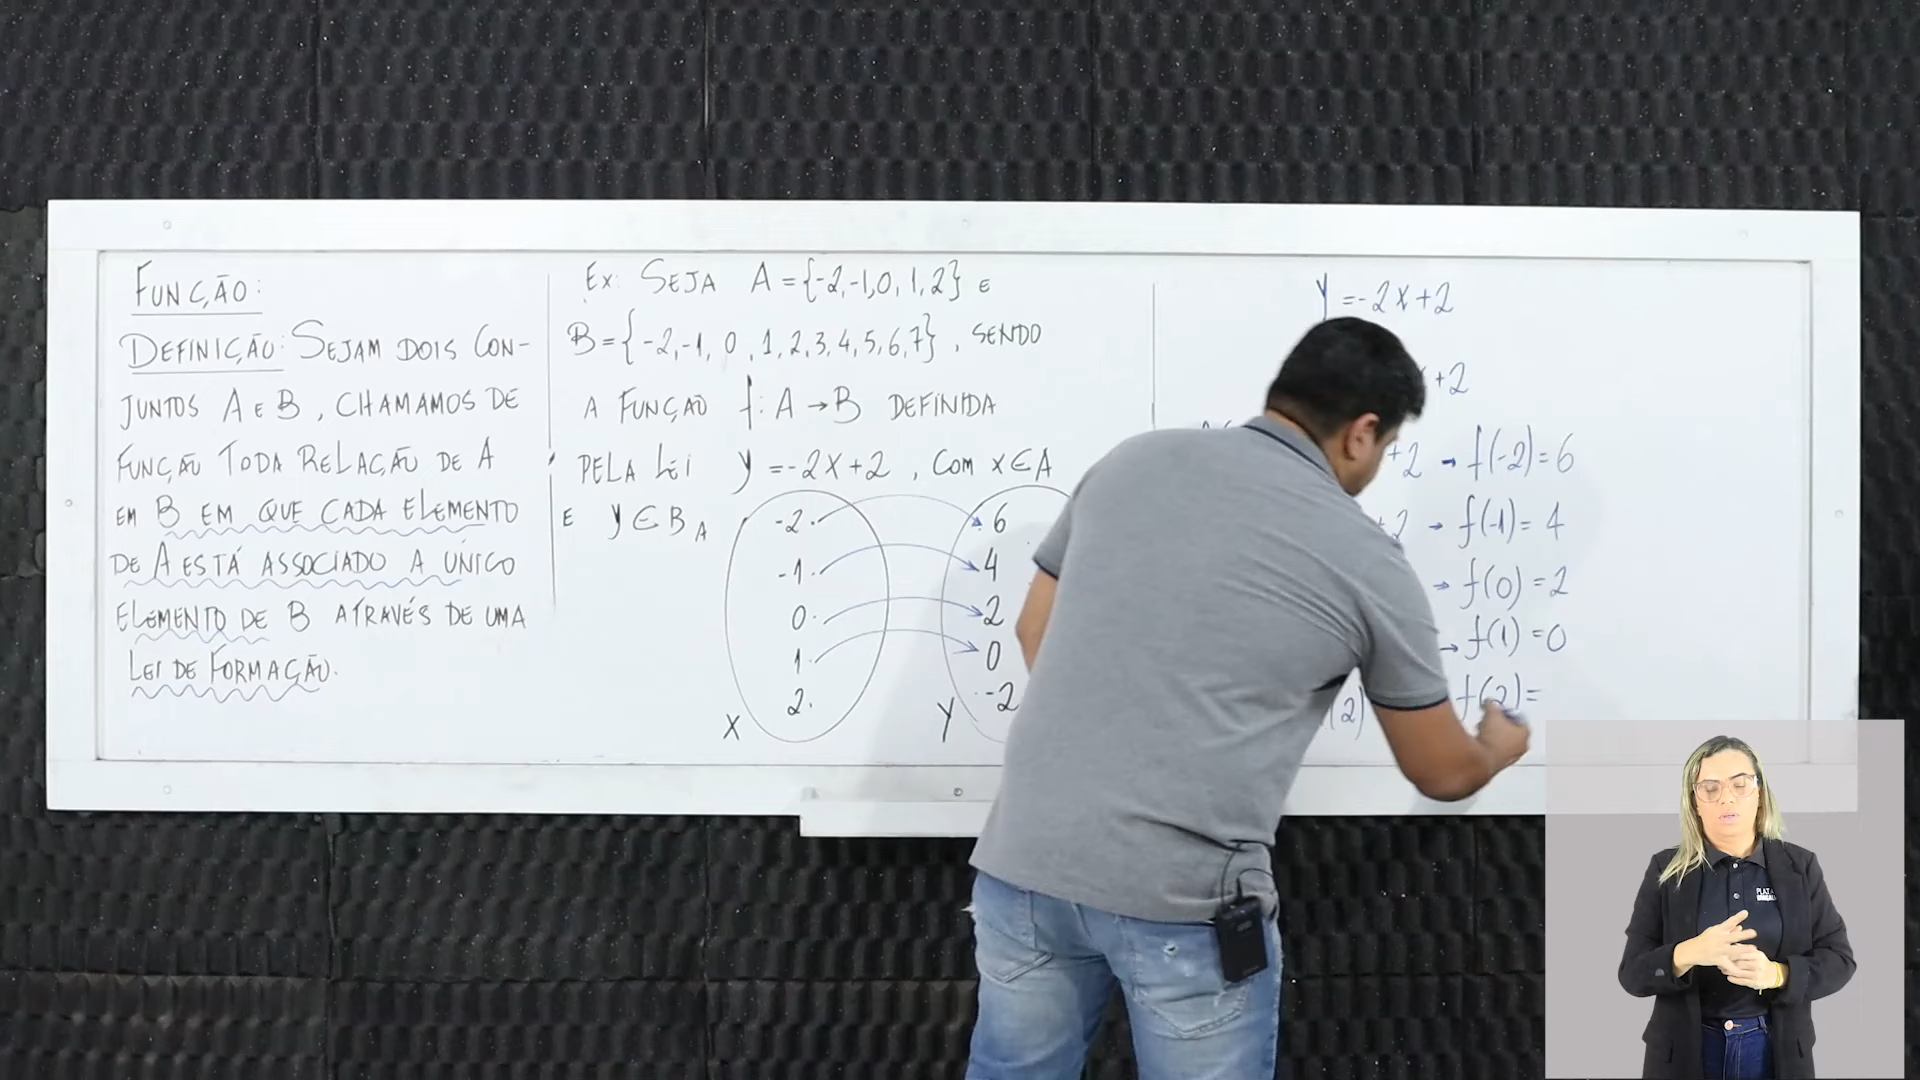 FUNÇÃO:
DEFINIÇÃO: SEJAM DOIS CON-
JUNTOS A E B, CHAMAMOS DE
FUNÇÃO TODA RELAÇÃO DE A
EM B EM QUE CADA ELEMENTO
DE A ESTÁ ASSOCIADO A ÚNICO
ELEMENTO DE B ATRAVÉS DE UMA
LEI DE FORMAÇÃO.
Ex: SEJA A = {-2,-1,0,1,2} E
B = {-2,-1, 0, 1, 2, 3, 4, 5, 6, 7}, SENDO
A FUNÇÃO f: A → B DEFINIDA
PELA LEI y = -2x+2, COM x ∈ A
E y ∈ B
A
-2 6
-1 4
0 2
1 0
2 -2
X Y
y = -2x+2
+2
+2 → f(-2) = 6
+2 → f(-1) = 4
→ f(0) = 2
→ f(1) = 0
(2) f(2) =